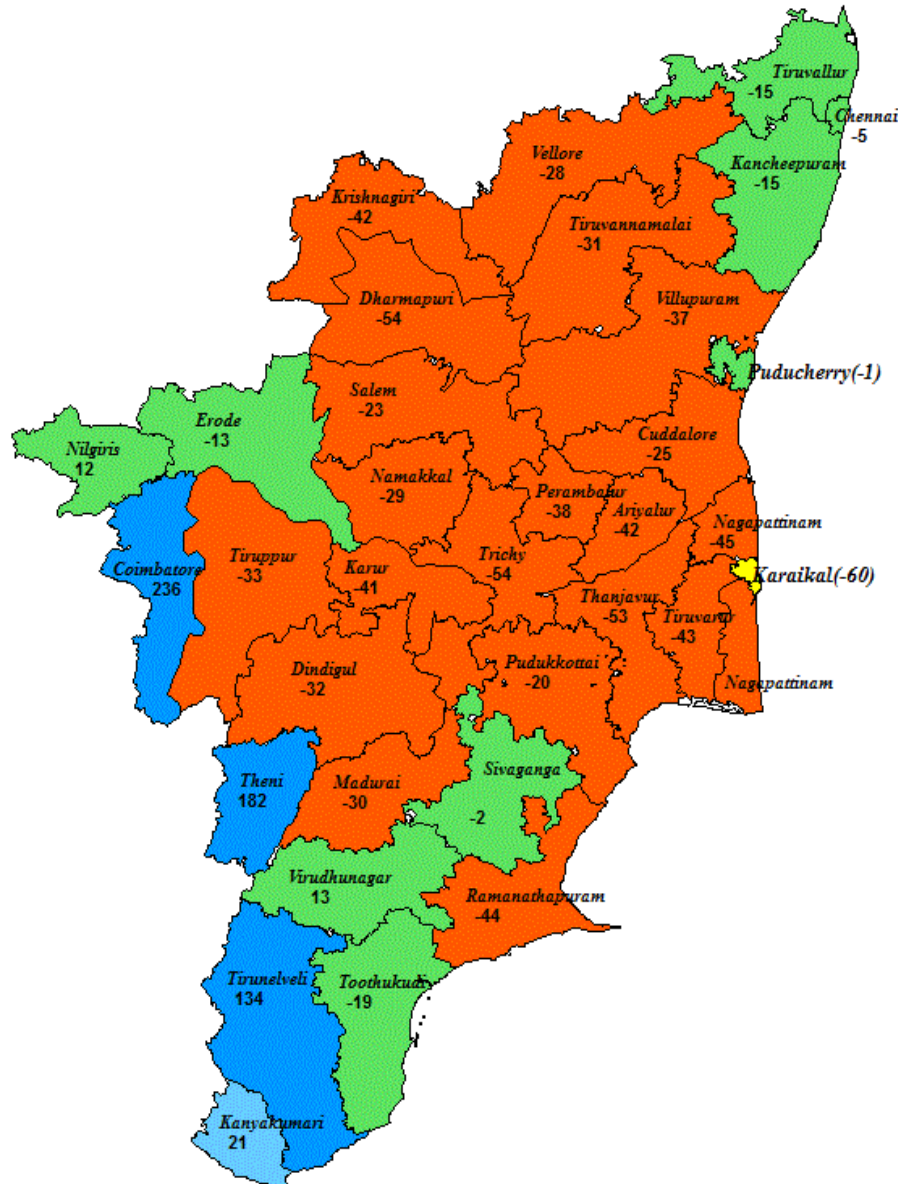 Tiruvallur
-15
Chennai
-5
Kancheepuram
-15
Vellore
-28
Krishnagiri
-42
Tiruvannamalai
-31
Dharmapuri
-54
Villupuram
-37
Puducherry(-1)
Salem
-23
Erode
-13
Nilgiris
12
Cuddalore
-25
Namakkal
-29
Perambalur
-38
Ariyalur
-42
Nagapattinam
-45
Coimbatore
236
Tiruppur
-33
Karur
-41
Trichy
-54
Karaikal(-60)
Thanjavur
-53
Tiruvarur
-43
Dindigul
-32
Pudukkottai
-20
Nagapattinam
Theni
182
Madurai
-30
Sivaganga
-2
Virudhunagar
13
Ramanathapuram
-44
Tirunelveli
134
Toothukudi
-19
Kanyakumari
21